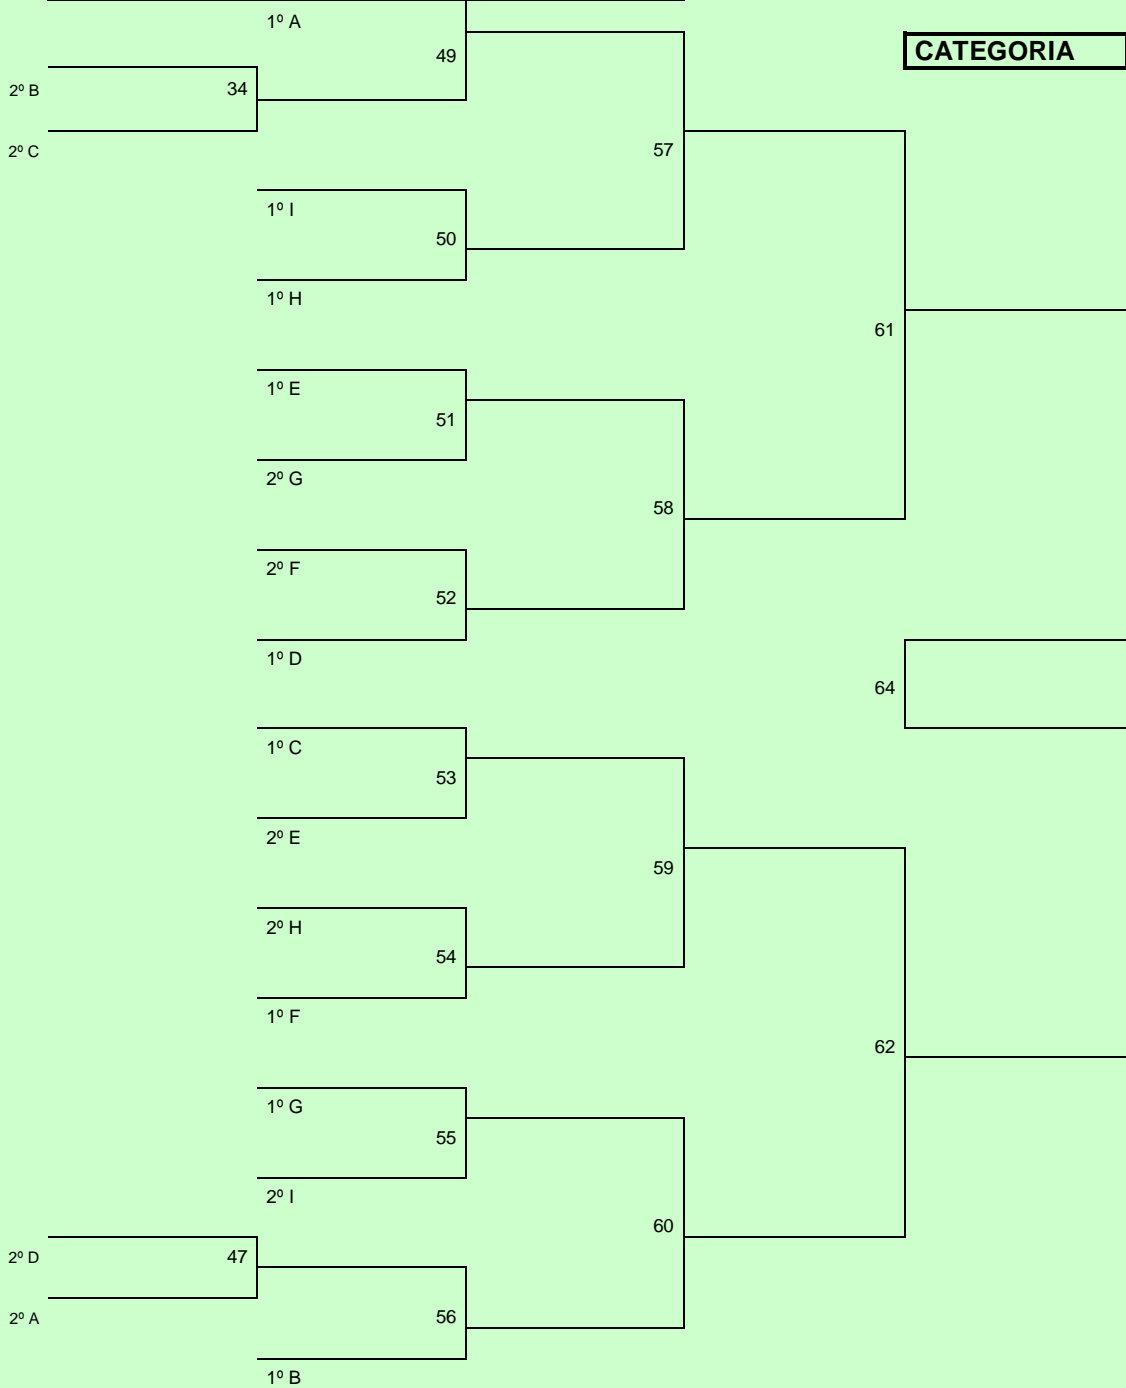 1º A
CATEGORIA
49
2º B
34
2º C
57
1º I
50
1º H
61
1º E
51
2º G
58
2º F
52
1º D
64
1º C
53
2º E
59
2º H
54
1º F
62
1º G
55
2º I
60
2º D
47
2º A
56
1º B